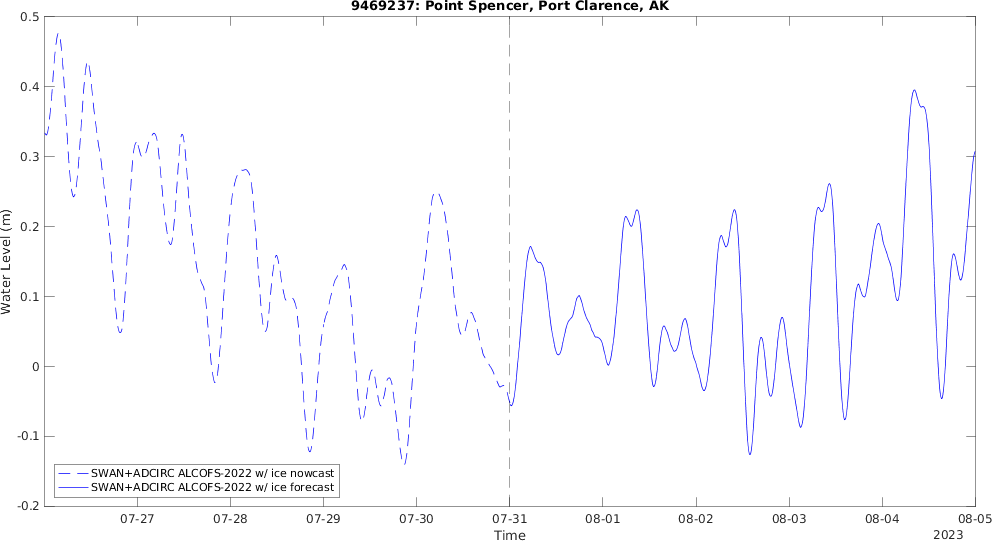 9469237: Point Spencer, Port Clarence, AK
0.5
0.4
0.3
0.2
0.1
0
-0.1
-0.2
Water Level (m)
SWAN+ADCIRC ALCOFS-2022 w/ ice nowcast
SWAN+ADCIRC ALCOFS-2022 w/ ice forecast
07-27 07-28 07-29 07-30 07-31 08-01 08-02 08-03 08-04 08-05
Time
2023